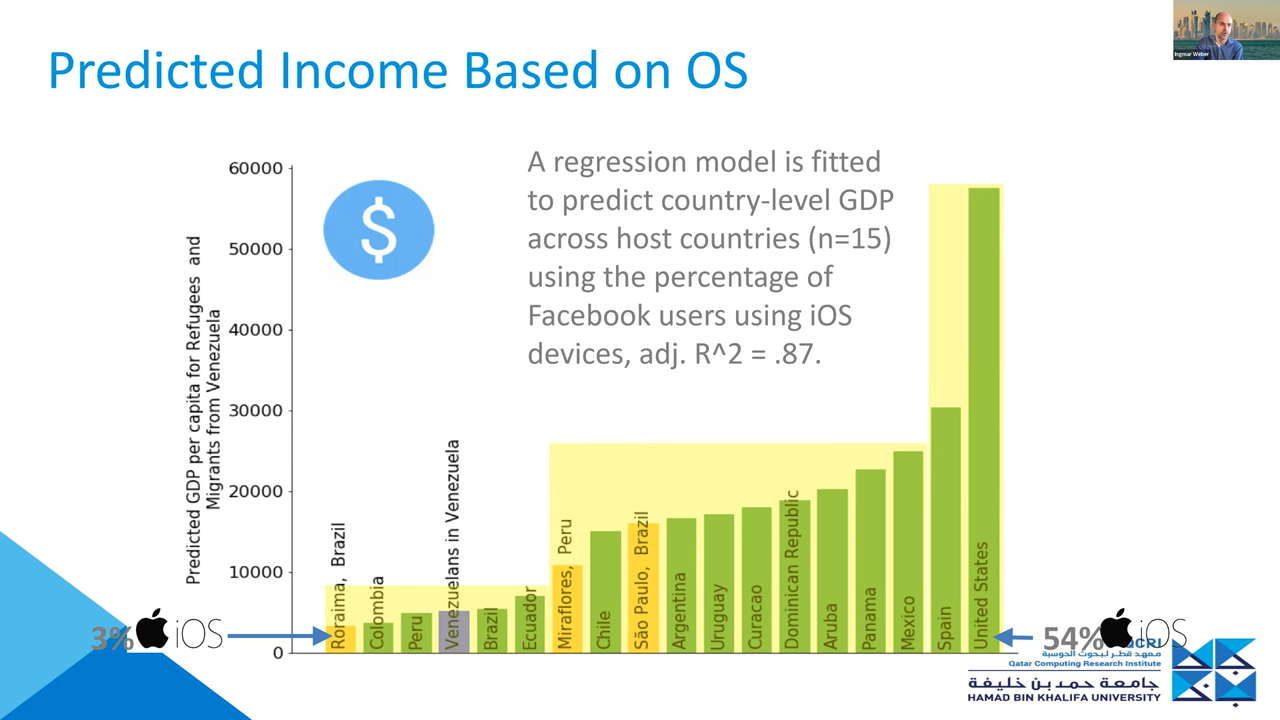 Predicted Income Based on OS
Ingmar Weber
A regression model is fitted
to predict country-level GDP
across host countries (n=15)
using the percentage of
Facebook users using iOS
devices, adj. R^2 = .87.
$
Predicted GDP per capita for Refugees and
Migrants from Venezuela
60000
50000
40000
30000
20000
10000
0
Roraima, Brazil
Colombia
Peru
Venezuelans in Venezuela
Brazil
Ecuador
Miraflores, Peru
Chile
São Paulo, Brazil
Argentina
Uruguay
Curacao
Dominican Republic
Aruba
Panama
Mexico
Spain
United States
3% iOS
54% iOS
معهد قطر لبحوث الحوسبة
Qatar Computing Research Institute
جامعة حمد بن خليفة
HAMAD BIN KHALIFA UNIVERSITY